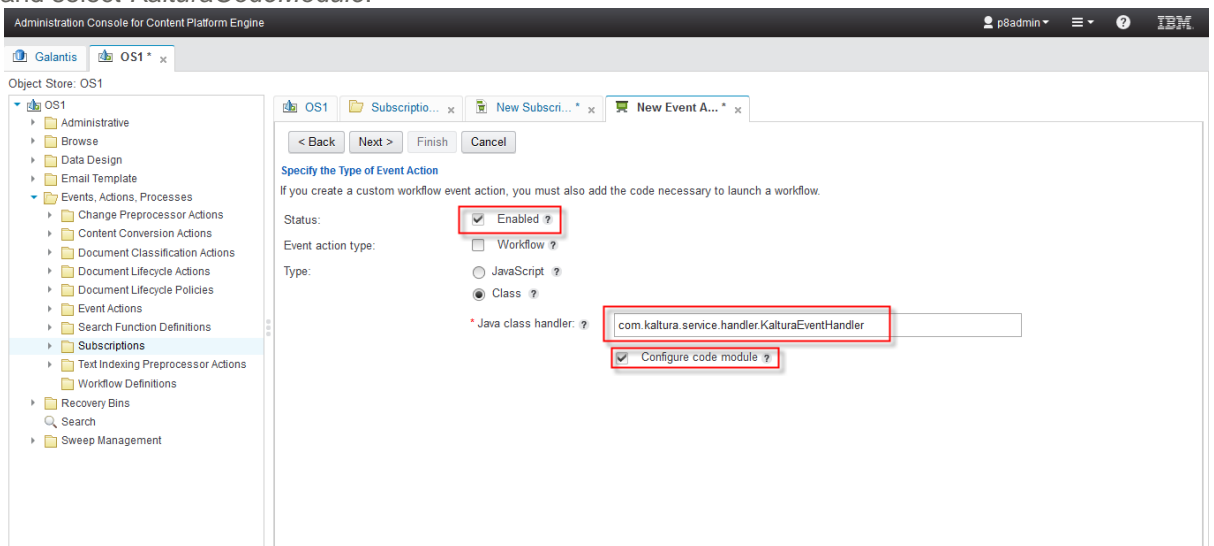 and select KalturaCodeModule.
Administration Console for Content Platform Engine p8admin ? IBM
Galantis OS1 * x
Object Store: OS1
OS1
Administrative
Browse
Data Design
Email Template
Events, Actions, Processes
Change Preprocessor Actions
Content Conversion Actions
Document Classification Actions
Document Lifecycle Actions
Document Lifecycle Policies
Event Actions
Search Function Definitions
Subscriptions
Text Indexing Preprocessor Actions
Workflow Definitions
Recovery Bins
Search
Sweep Management
OS1 Subscriptio... x New Subscri... * x New Event A... * x
< Back Next > Finish Cancel
Specify the Type of Event Action
If you create a custom workflow event action, you must also add the code necessary to launch a workflow.
Status: Enabled ?
Event action type: Workflow ?
Type: JavaScript ?
Class ?
* Java class handler: ? com.kaltura.service.handler.KalturaEventHandler
Configure code module ?